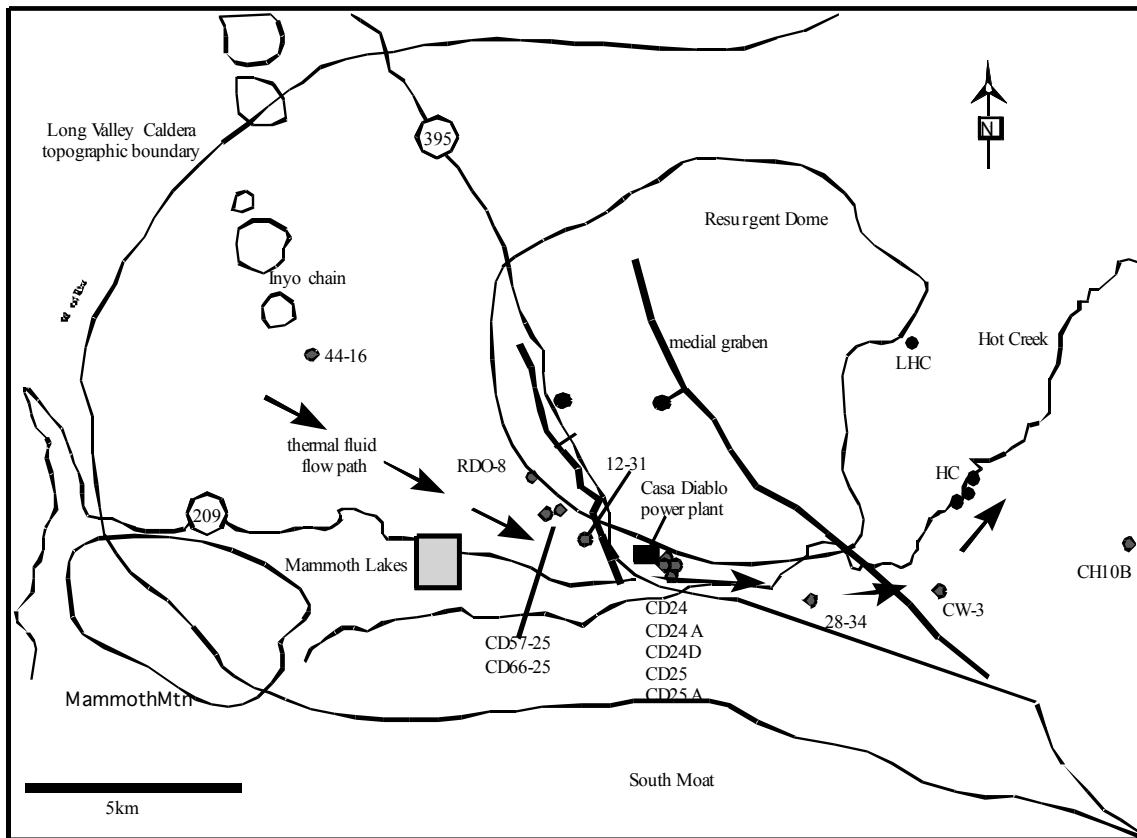 Long Valley Caldera
topographic boundary
395
N
Resurgent Dome
Inyo chain
44-16
medial graben
Hot Creek
LHC
thermal fluid
flow path
RDO-8
12-31
Casa Diablo
power plant
HC
209
Mammoth Lakes
CH10B
CW-3
28-34
CD57-25
CD66-25
CD24
CD24A
CD24D
CD25
CD25A
MammothMtn
South Moat
5km